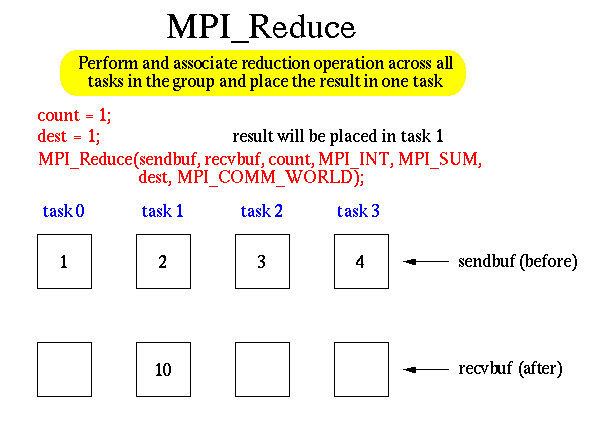 MPI_Reduce
Perform and associate reduction operation across all
tasks in the group and place the result in one task
count = 1;
dest = 1; result will be placed in task 1
MPI_Reduce(sendbuf, recvbuf, count, MPI_INT, MPI_SUM,
dest, MPI_COMM_WORLD);
task 0 task 1 task 2 task 3
1 2 3 4 sendbuf (before)
10 recvbuf (after)